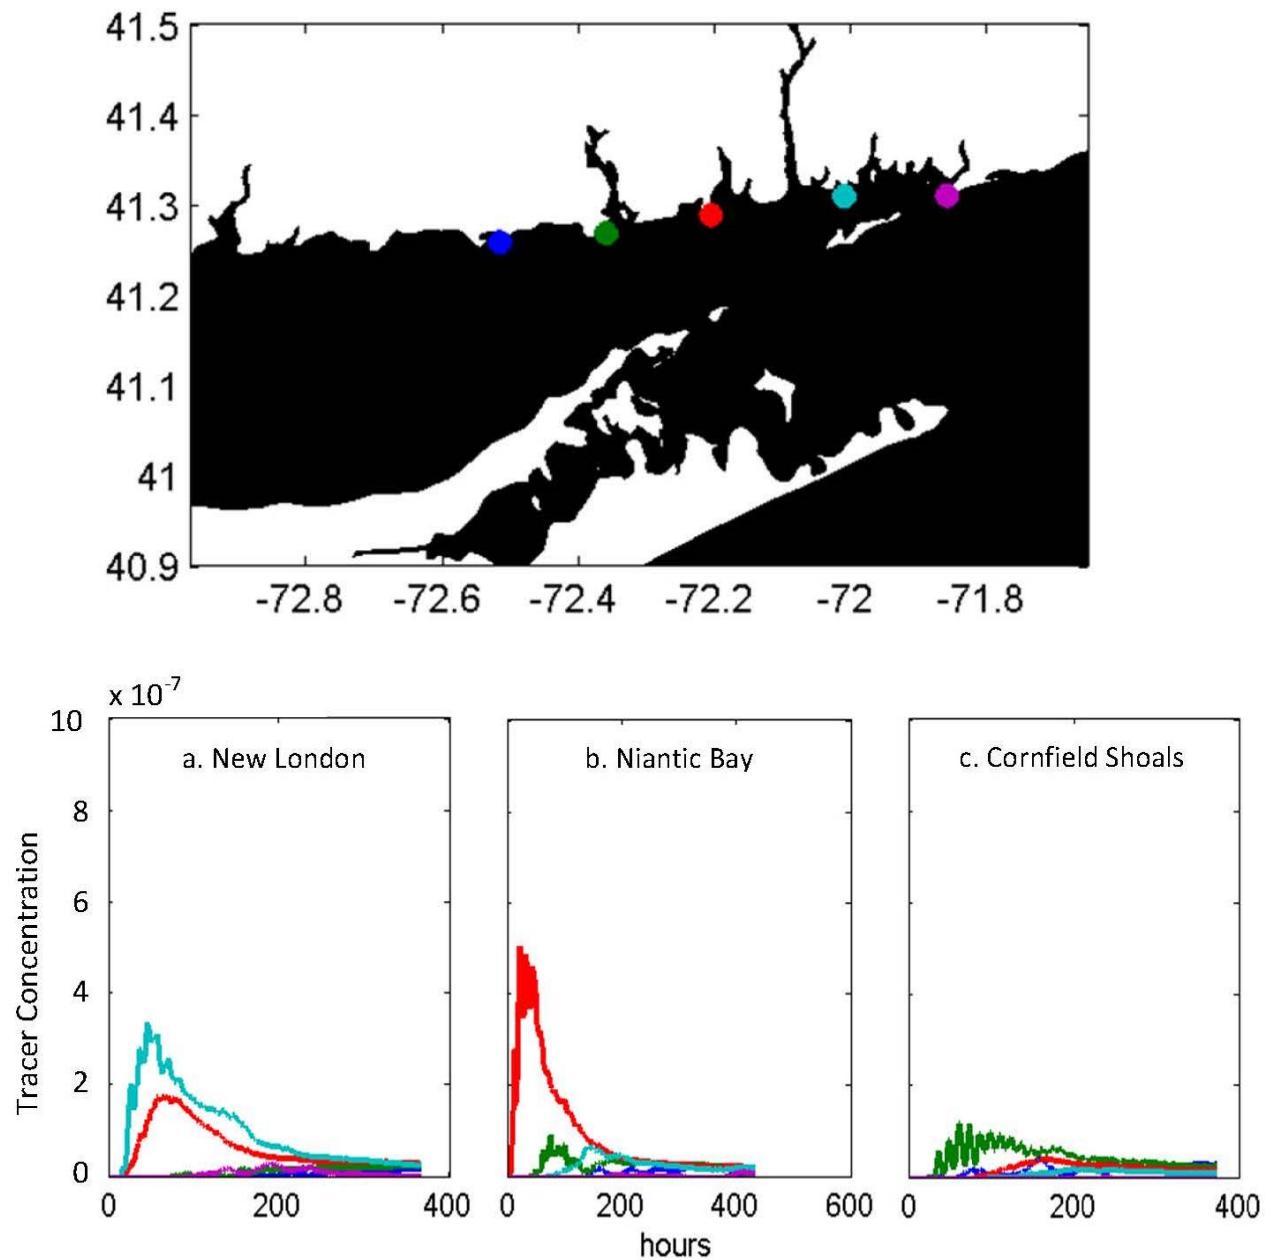 41.5
41.4
41.3
41.2
41.1
41
40.9
-72.8 -72.6 -72.4 -72.2 -72 -71.8
x 10-7
10
8
6
4
2
0
Tracer Concentration
a. New London
b. Niantic Bay
c. Cornfield Shoals
0 200 400
0 200 400 600
0 200 400
hours